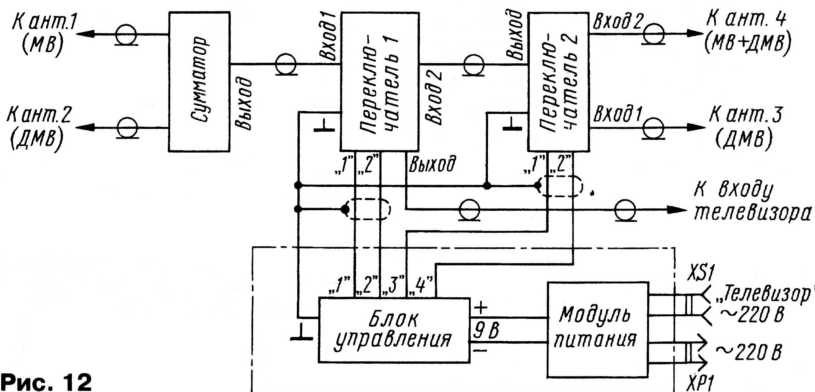 К ант.1
(МВ)
К ант.2
(ДМВ)
Сумматор
Выход
Вход1
Переклю-
чатель 1
Вход2
Выход
Выход
Переклю-
чатель 2
Вход2
Вход1
К ант. 4
(МВ+ДМВ)
К ант. 3
(ДМВ)
„1” „2”
„1” „2”
К входу
телевизора
„1” „2” „3” „4”
Блок
управления
+
9 В
−
Модуль
питания
XS1
„Телевизор”
~220 В
~220 В
XP1
Рис. 12